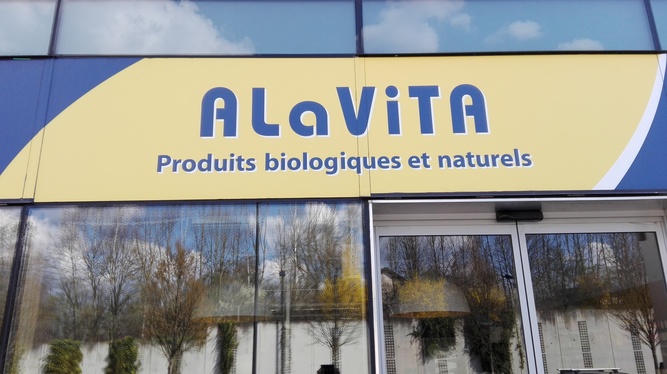 ALaViTA
Produits biologiques et naturels